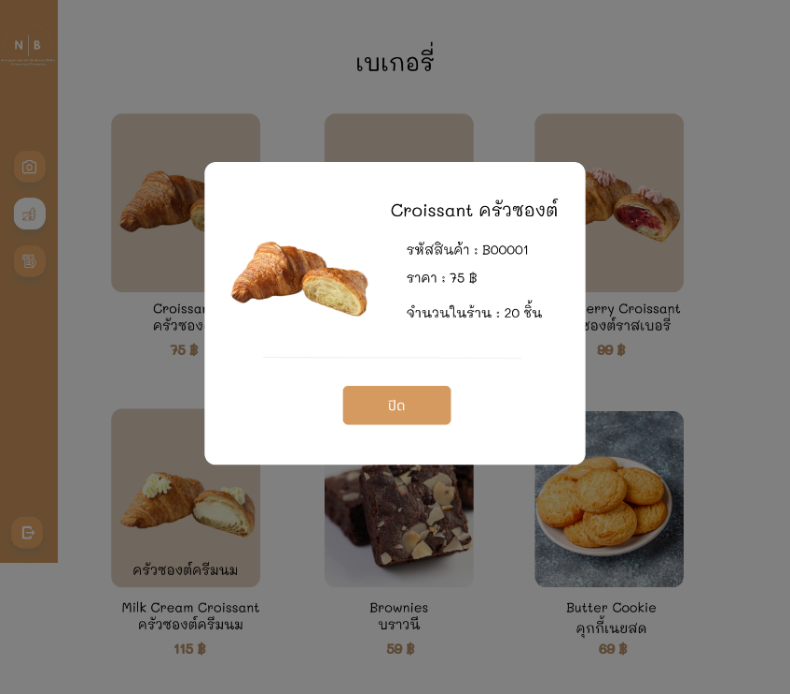 N B
เบเกอรี่
Croissant ครัวซองต์
รหัสสินค้า : B00001
ราคา : 75 ฿
จำนวนในร้าน : 20 ชิ้น
ปิด
Croissa
ครัวซอ
75 ฿
erry Croissant
ซองต์ราสเบอรี่
99 ฿
ครัวซองต์ครีมนม
Milk Cream Croissant
ครัวซองต์ครีมนม
115 ฿
Brownies
บราวนี่
59 ฿
Butter Cookie
คุกกี้เนยสด
69 ฿